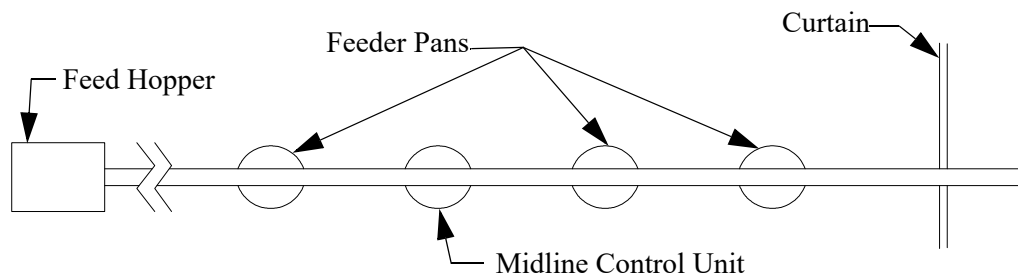 Curtain
Feeder Pans
Feed Hopper
Midline Control Unit